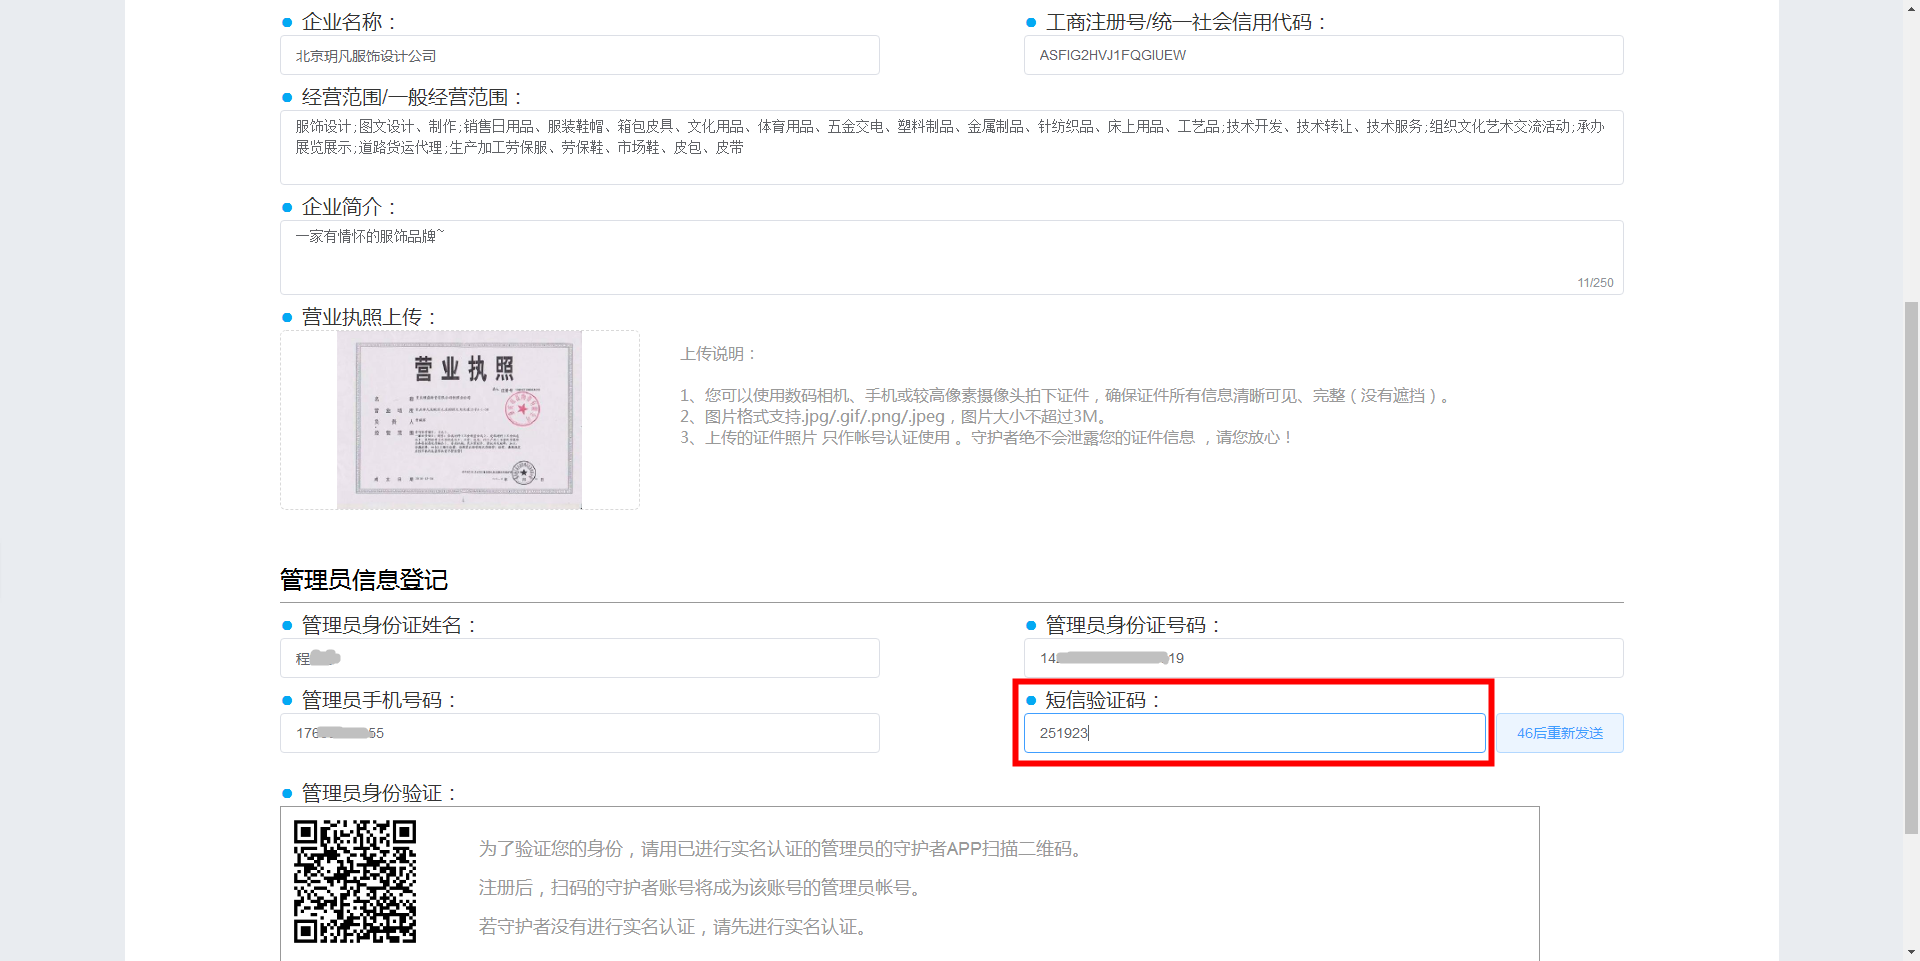 企业名称：
工商注册号/统一社会信用代码：
北京玥凡服饰设计公司
ASFIG2HVJ1FQGIUEW
经营范围/一般经营范围：
服饰设计;图文设计、制作;销售日用品、服装鞋帽、箱包皮具、文化用品、体育用品、五金交电、塑料制品、金属制品、针纺织品、床上用品、工艺品;技术开发、技术转让、技术服务;组织文化艺术交流活动;承办
展览展示;道路货运代理;生产加工劳保服、劳保鞋、市场鞋、皮包、皮带
企业简介：
一家有情怀的服饰品牌~
11/250
营业执照上传：
营业执照
上传说明：
1、您可以使用数码相机、手机或较高像素摄像头拍下证件，确保证件所有信息清晰可见、完整（没有遮挡）。
2、图片格式支持.jpg/.gif/.png/.jpeg，图片大小不超过3M。
3、上传的证件照片 只作帐号认证使用 。守护者绝不会泄露您的证件信息 ，请您放心！
管理员信息登记
管理员身份证姓名：
管理员身份证号码：
程
14 19
管理员手机号码：
短信验证码：
176 55
251923
46后重新发送
管理员身份验证：
为了验证您的身份，请用已进行实名认证的管理员的守护者APP扫描二维码。
注册后，扫码的守护者账号将成为该账号的管理员帐号。
若守护者没有进行实名认证，请先进行实名认证。